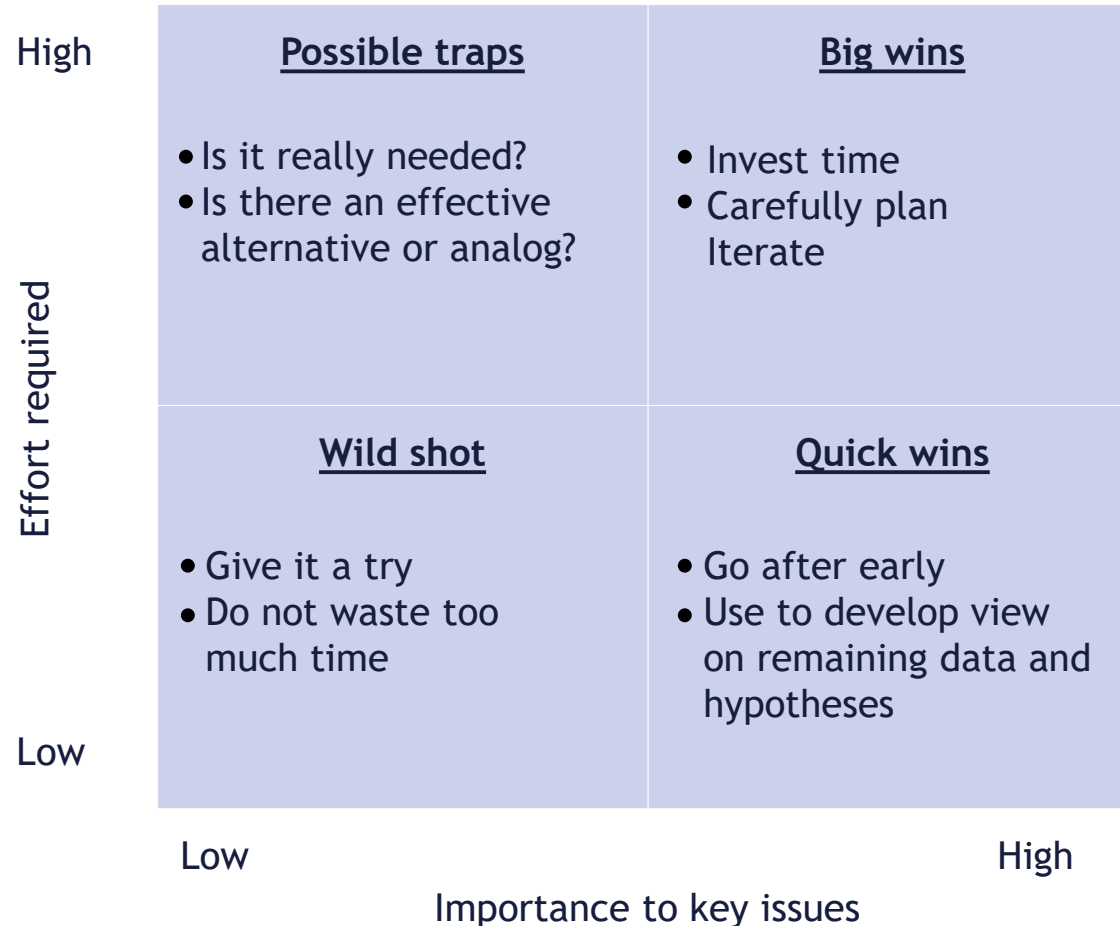 High
Possible traps
Big wins
• Is it really needed?
• Is there an effective
alternative or analog?
• Invest time
• Carefully plan
Iterate
Effort required
Wild shot
Quick wins
• Give it a try
• Do not waste too
much time
• Go after early
• Use to develop view
on remaining data and
hypotheses
Low
Low
High
Importance to key issues